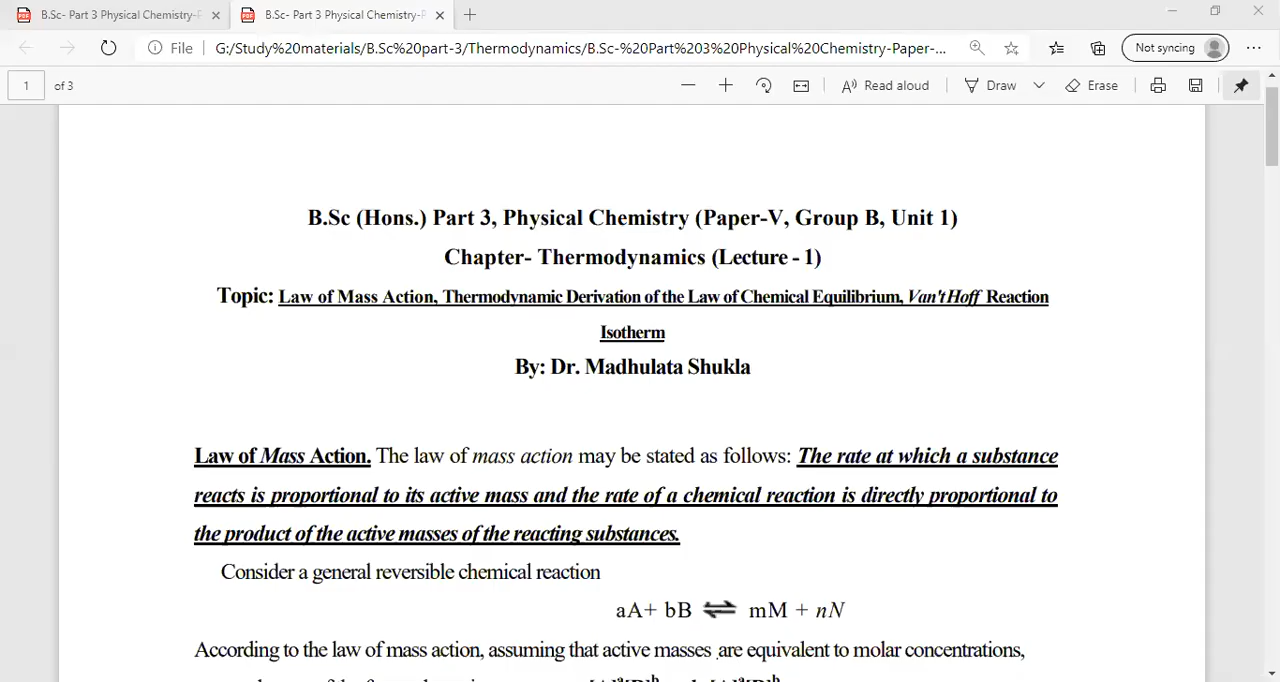 B.Sc- Part 3 Physical Chemistry-P
B.Sc- Part 3 Physical Chemistry-P
File
G:/Study%20materials/B.Sc%20part-3/Thermodynamics/B.Sc-%20Part%203%20Physical%20Chemistry-Paper-...
Not syncing
1 of 3
Read aloud
Draw
Erase
B.Sc (Hons.) Part 3, Physical Chemistry (Paper-V, Group B, Unit 1)
Chapter- Thermodynamics (Lecture - 1)
Topic: Law of Mass Action, Thermodynamic Derivation of the Law of Chemical Equilibrium, Van't Hoff Reaction
Isotherm
By: Dr. Madhulata Shukla
Law of Mass Action. The law of mass action may be stated as follows: The rate at which a substance
reacts is proportional to its active mass and the rate of a chemical reaction is directly proportional to
the product of the active masses of the reacting substances.
Consider a general reversible chemical reaction
aA+ bB ⇌ mM + nN
According to the law of mass action, assuming that active masses are equivalent to molar concentrations,